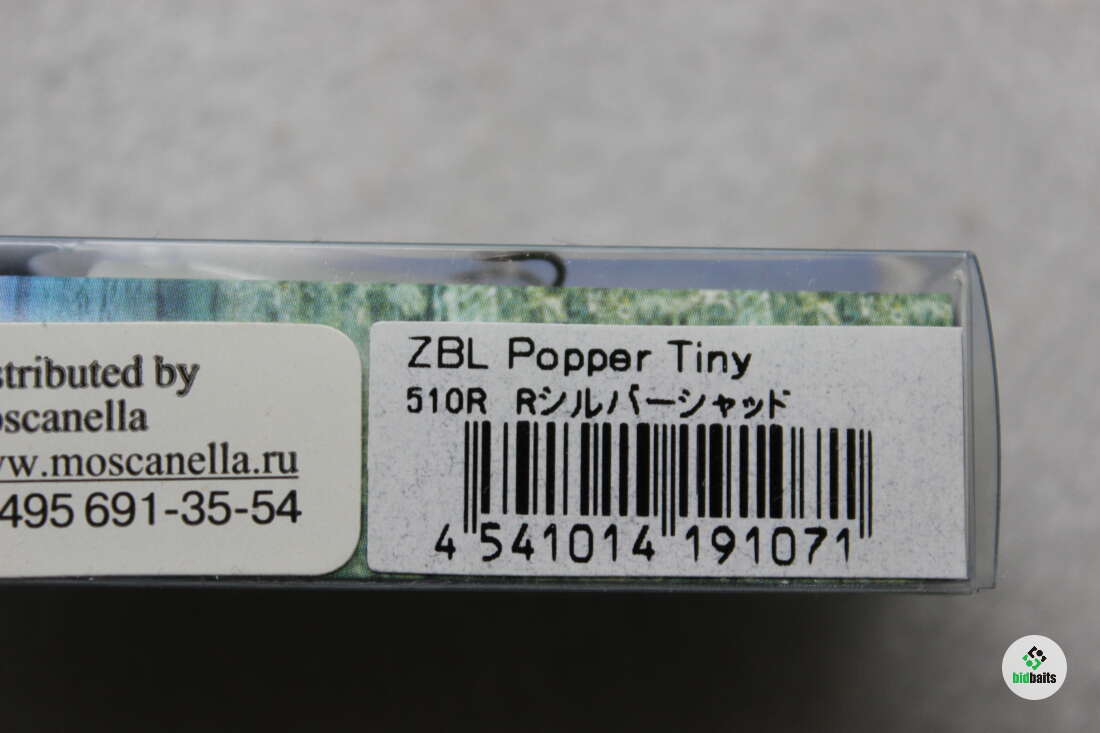 stributed by
oscanella
ww.moscanella.ru
495 691-35-54
ZBL Popper Tiny
510R Rシルバーシャッド
4 541014 191071
bidbaits